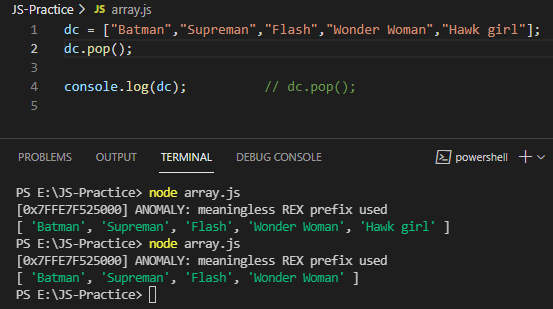 JS-Practice > JS array.js
1 dc = ["Batman","Supreman","Flash","Wonder Woman","Hawk girl"];
2 dc.pop();
3
4 console.log(dc); // dc.pop();
5
PROBLEMS OUTPUT TERMINAL DEBUG CONSOLE powershell
PS E:\JS-Practice> node array.js
[0x7FFE7F525000] ANOMALY: meaningless REX prefix used
[ 'Batman', 'Supreman', 'Flash', 'Wonder Woman', 'Hawk girl' ]
PS E:\JS-Practice> node array.js
[0x7FFE7F525000] ANOMALY: meaningless REX prefix used
[ 'Batman', 'Supreman', 'Flash', 'Wonder Woman' ]
PS E:\JS-Practice>